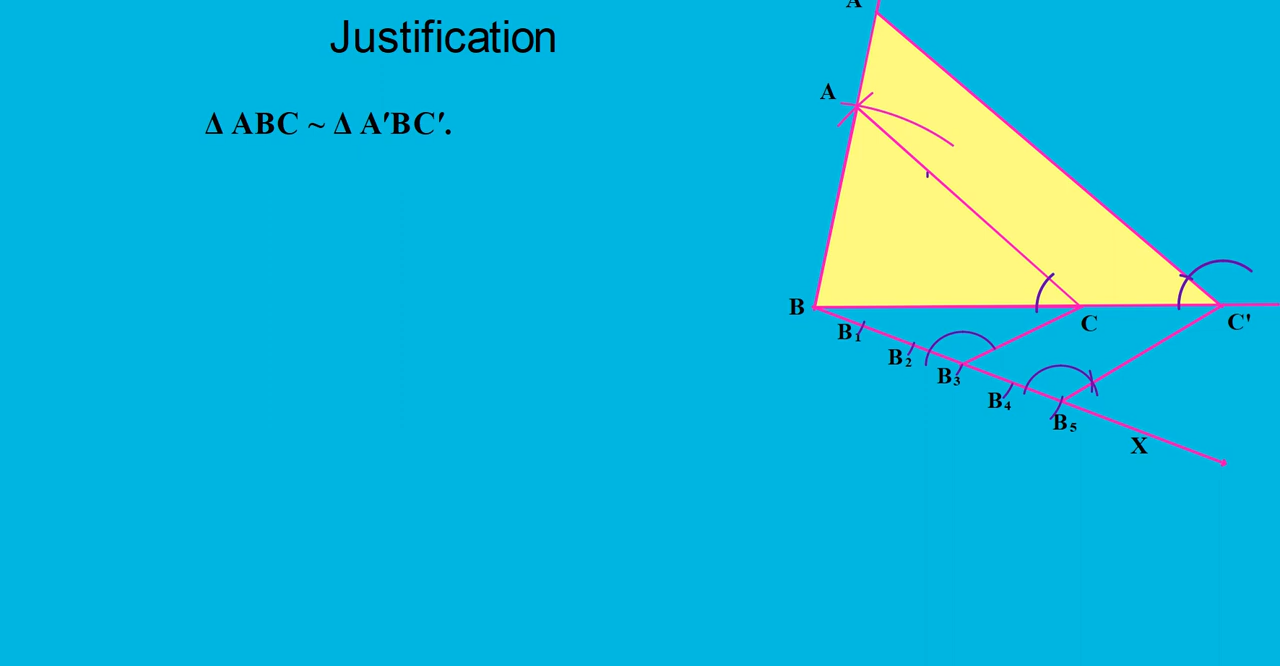 Justification
Δ ABC ~ Δ A′BC′.
A
A
B
C
C'
B₁
B₂
B₃
B₄
B₅
X